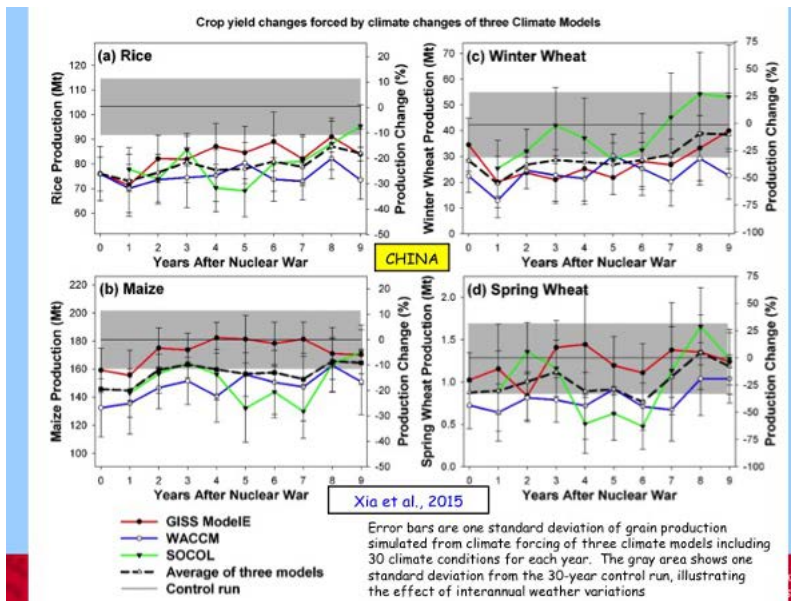 Crop yield changes forced by climate changes of three Climate Models
(a) Rice
Rice Production (Mt)
120
110
100
90
80
70
60
20
10
0
-10
-20
-30
-40
-50
Production Change (%)
0 1 2 3 4 5 6 7 8 9
Years After Nuclear War
(c) Winter Wheat
Winter Wheat Production (Mt)
70
60
50
40
30
20
10
0
75
50
25
0
-25
-50
-75
-100
Production Change (%)
0 1 2 3 4 5 6 7 8 9
Years After Nuclear War
CHINA
(b) Maize
Maize Production (Mt)
220
200
180
160
140
120
100
20
10
0
-10
-20
-30
-40
-50
Production Change (%)
0 1 2 3 4 5 6 7 8 9
Years After Nuclear War
(d) Spring Wheat
Spring Wheat Production (Mt)
2.0
1.5
1.0
0.5
0.0
75
50
25
0
-25
-50
-75
-100
Production Change (%)
0 1 2 3 4 5 6 7 8 9
Years After Nuclear War
Xia et al., 2015
GISS ModelE
WACCM
SOCOL
Average of three models
Control run
Error bars are one standard deviation of grain production
simulated from climate forcing of three climate models including
30 climate conditions for each year. The gray area shows one
standard deviation from the 30-year control run, illustrating
the effect of interannual weather variations